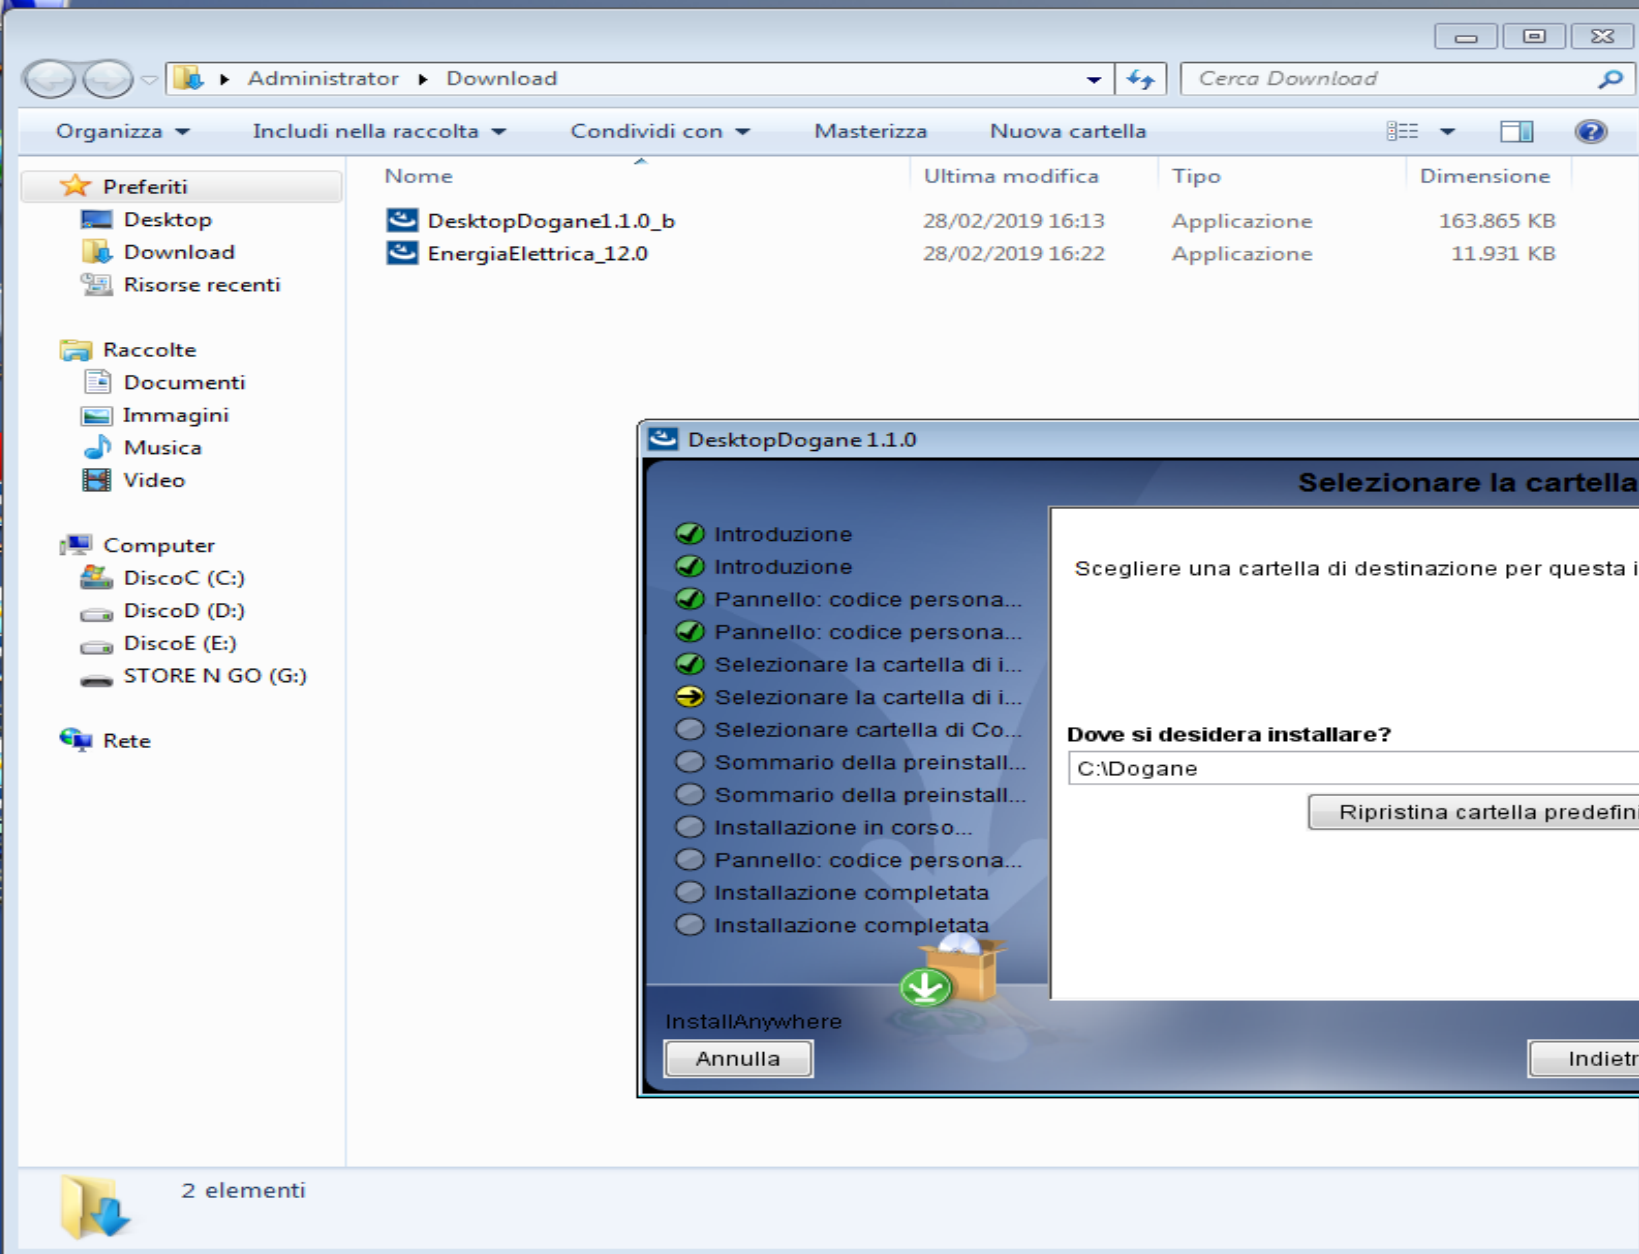 Administrator Download
Cerca Download
Organizza Includi nella raccolta Condividi con Masterizza Nuova cartella
Preferiti
Desktop
Download
Risorse recenti
Raccolte
Documenti
Immagini
Musica
Video
Computer
DiscoC (C:)
DiscoD (D:)
DiscoE (E:)
STORE N GO (G:)
Rete
Nome Ultima modifica Tipo Dimensione
DesktopDogane1.1.0_b 28/02/2019 16:13 Applicazione 163.865 KB
EnergiaElettrica_12.0 28/02/2019 16:22 Applicazione 11.931 KB
DesktopDogane 1.1.0
Selezionare la cartella
Introduzione
Introduzione
Pannello: codice persona...
Pannello: codice persona...
Selezionare la cartella di i...
Selezionare la cartella di i...
Selezionare cartella di Co...
Sommario della preinstall...
Sommario della preinstall...
Installazione in corso...
Pannello: codice persona...
Installazione completata
Installazione completata
Scegliere una cartella di destinazione per questa i
Dove si desidera installare?
C:\Dogane
Ripristina cartella predefini
InstallAnywhere
Annulla
Indietr
2 elementi